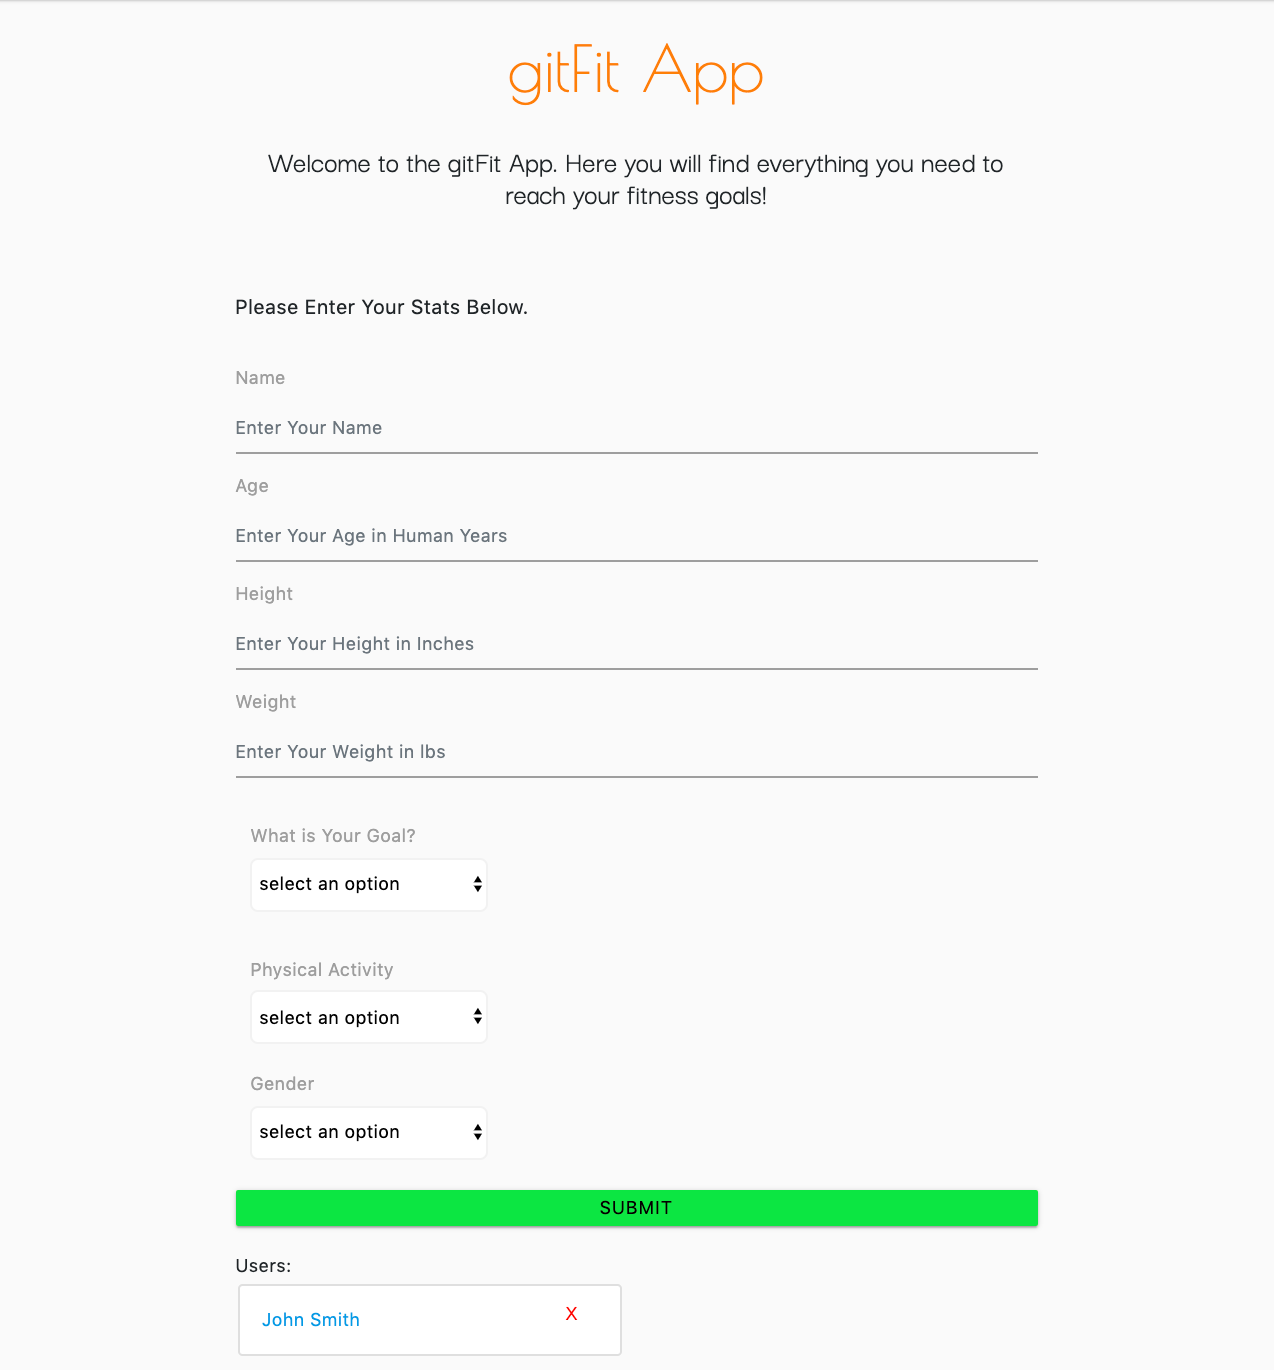 gitFit App
Welcome to the gitFit App. Here you will find everything you need to
reach your fitness goals!
Please Enter Your Stats Below.
Name
Enter Your Name
Age
Enter Your Age in Human Years
Height
Enter Your Height in Inches
Weight
Enter Your Weight in lbs
What is Your Goal?
select an option
Physical Activity
select an option
Gender
select an option
SUBMIT
Users:
John Smith X